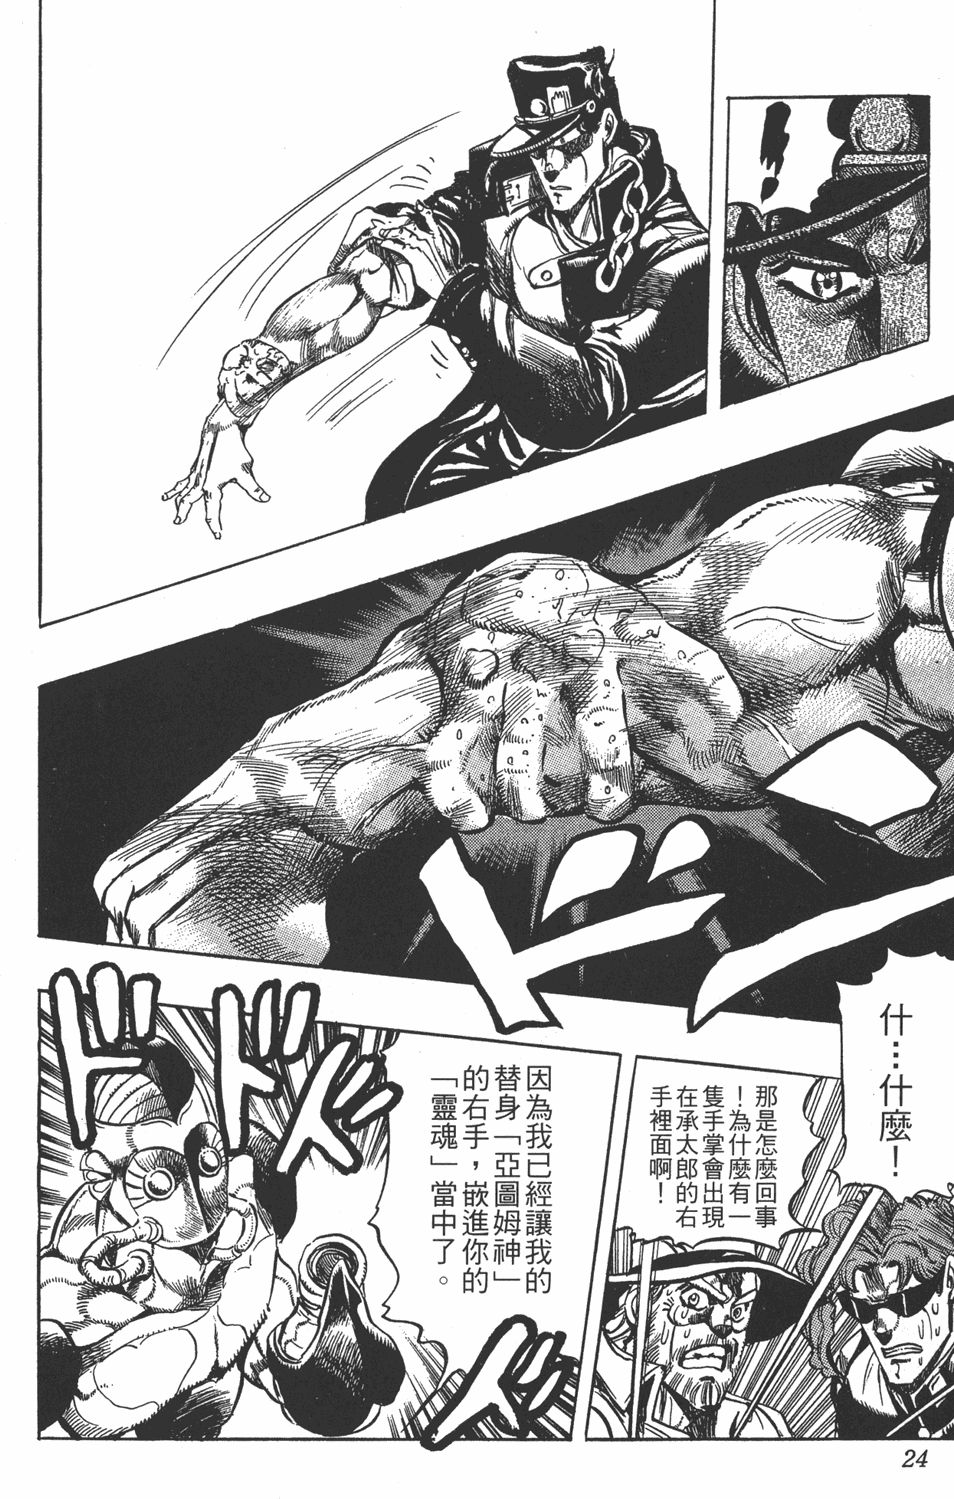 什…什麼！
那是怎麼回事
！為什麼有一
隻手掌會出現
在承太郎的右
手裡面啊！
因為我已經讓我的
替身「亞圖姆神」
的右手，嵌進你的
「靈魂」當中了。
ドドド
ド
24